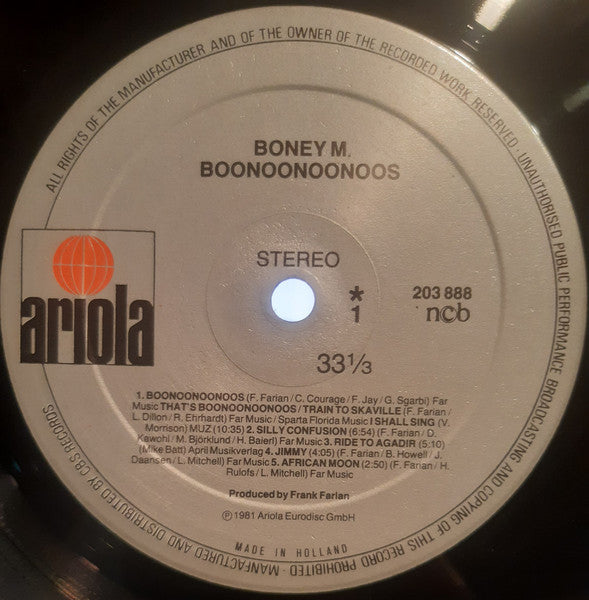 ALL RIGHTS OF THE MANUFACTURER AND OF THE OWNER OF THE RECORDED WORK RESERVED · UNAUTHORISED PUBLIC PERFORMANCE BROADCASTING AND COPYING OF THIS RECORD PROHIBITED · MANUFACTURED AND DISTRIBUTED BY CBS RECORDS
BONEY M.
BOONOONOONOOS
STEREO
ariola
*
1
203 888
ncb
33⅓
1. BOONOONOONOOS (F. Farian / C. Courage / F. Jay / G. Sgarbi) Far
Music THAT'S BOONOONOONOOS / TRAIN TO SKAVILLE (F. Farian /
L. Dillon / R. Ehrhardt) Far Music / Sparta Florida Music I SHALL SING (V.
Morrison) MUZ (10:35) 2. SILLY CONFUSION (6:54) (F. Farian / D.
Kawohl / M. Björklund / H. Baierl) Far Music 3. RIDE TO AGADIR (5:10)
(Mike Batt) April Musikverlag 4. JIMMY (4:05) (F. Farian / B. Howell / J.
Daansen / L. Mitchell) Far Music 5. AFRICAN MOON (2:50) (F. Farian / H.
Rulofs / L. Mitchell) Far Music
Produced by Frank Farian
℗ 1981 Ariola Eurodisc GmbH
MADE IN HOLLAND